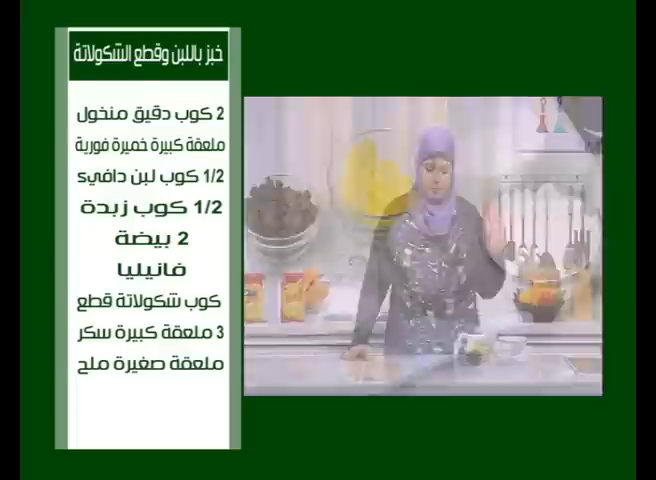 خبز باللبن وقطع الشكولاتة
2 كوب دقيق منخول
ملعقة كبيرة خميرة فورية
1/2 كوب لبن دافيء
1/2 كوب زبدة
2 بيضة
فانيليا
كوب شكولاتة قطع
3 ملعقة كبيرة سكر
ملعقة صغيرة ملح